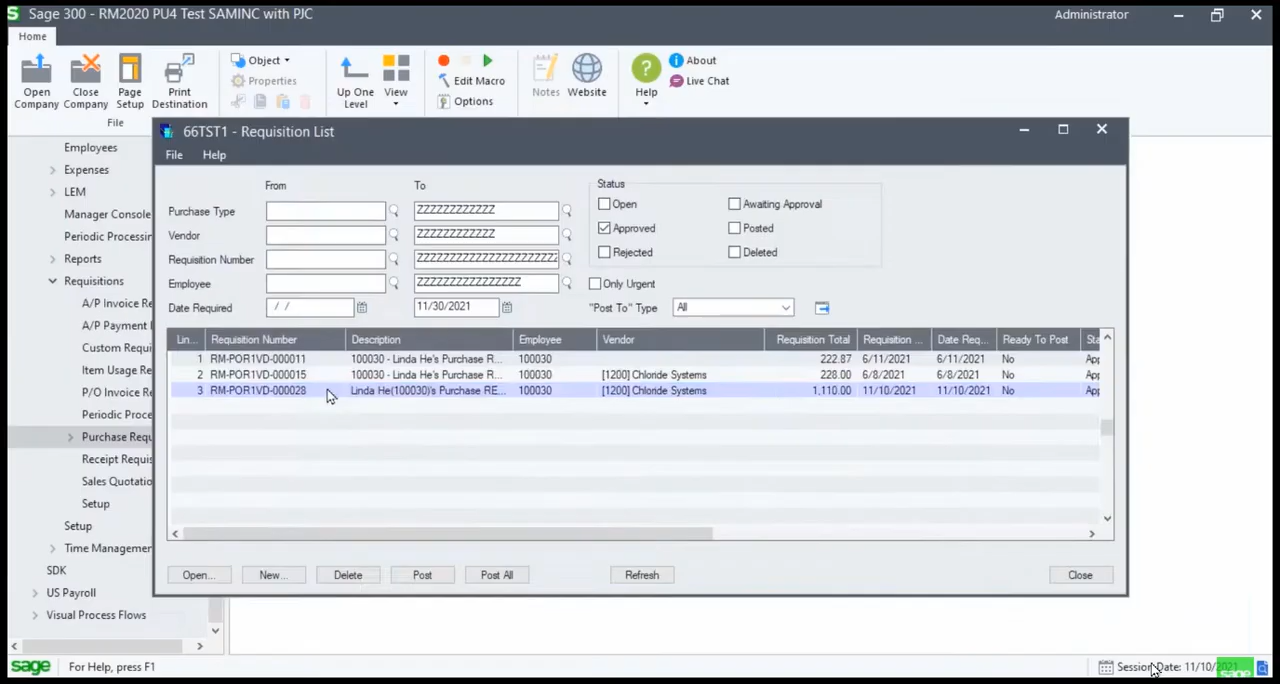 Sage 300 - RM2020 PU4 Test SAMINC with PJC
Administrator
Home
Open Company
Close Company
Page Setup
Print Destination
File
Object
Properties
Up One Level
View
Edit Macro
Options
Notes
Website
Help
About
Live Chat
Employees
Expenses
LEM
Manager Console
Periodic Processin
Reports
Requisitions
A/P Invoice Re
A/P Payment
Custom Requi
Item Usage Re
P/O Invoice Re
Periodic Proce
Purchase Requ
Receipt Requis
Sales Quotatio
Setup
Setup
Time Managemen
SDK
US Payroll
Visual Process Flows
66TST1 - Requisition List
File Help
From To
Purchase Type ZZZZZZZZZZZZ
Vendor ZZZZZZZZZZZZ
Requisition Number ZZZZZZZZZZZZZZZZZZZZZZ
Employee ZZZZZZZZZZZZZZZZ
Date Required / / 11/30/2021
Status
Open Awaiting Approval
Approved Posted
Rejected Deleted
Only Urgent
"Post To" Type All
Lin... Requisition Number Description Employee Vendor Requisition Total Requisition ... Date Req... Ready To Post Sta
1 RM-POR1VD-000011 100030 - Linda He's Purchase R... 100030 222.87 6/11/2021 6/11/2021 No App
2 RM-POR1VD-000015 100030 - Linda He's Purchase R... 100030 [1200] Chloride Systems 228.00 6/8/2021 6/8/2021 No App
3 RM-POR1VD-000028 Linda He(100030)'s Purchase RE... 100030 [1200] Chloride Systems 1,110.00 11/10/2021 11/10/2021 No App
Open... New... Delete Post Post All Refresh Close
sage For Help, press F1 Session Date: 11/10/2021